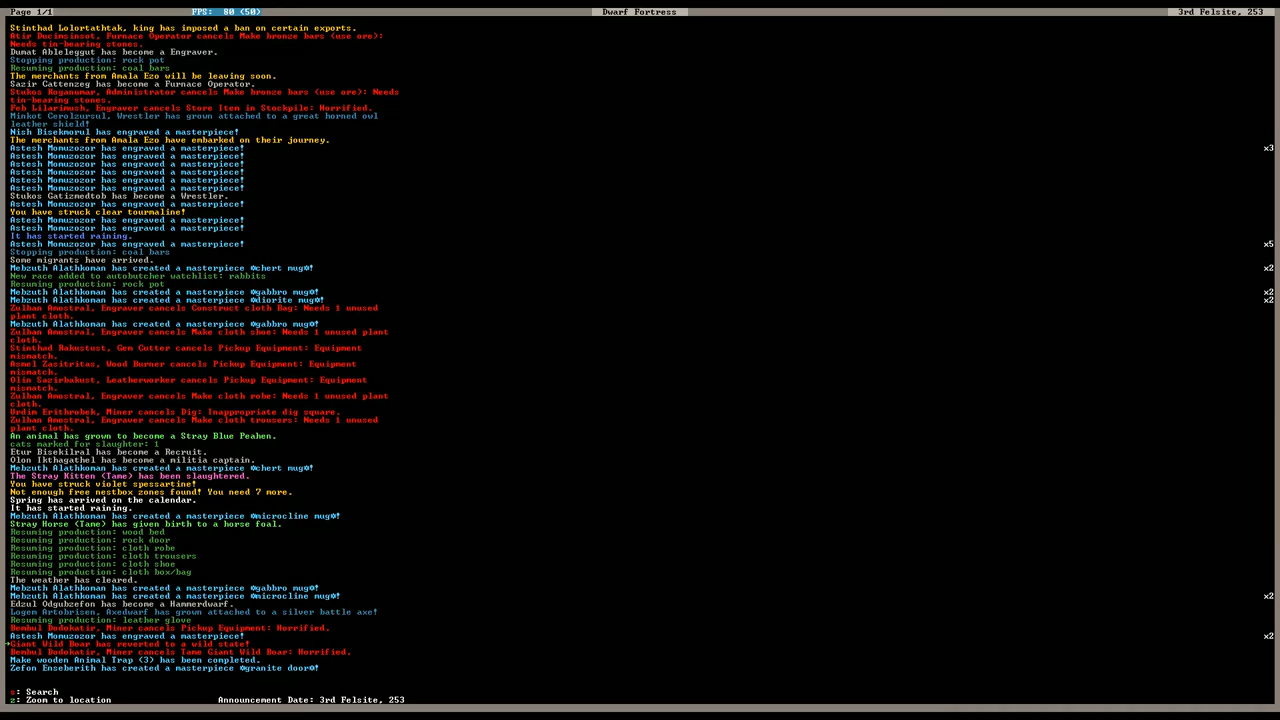 Page 1/1 FPS: 80 (50) Dwarf Fortress 3rd Felsite, 253
Stinthad Lolortathtak, king has imposed a ban on certain exports.
Atir Ducimsinsot, Furnace Operator cancels Make bronze bars (use ore):
Needs tin-bearing stones.
Dumat Ableleggut has become a Engraver.
Stopping production: rock pot
Resuming production: coal bars
The merchants from Amala Ezo will be leaving soon.
Sazir Cattenzeg has become a Furnace Operator.
Stukos Koganumar, Administrator cancels Make bronze bars (use ore): Needs
tin-bearing stones.
Peb Lilarimush, Engraver cancels Store Item in Stockpile: Horrified.
Minkot Cerolzursul, Wrestler has grown attached to a great horned owl
leather shield!
Nish Bisekmorul has engraved a masterpiece!
The merchants from Amala Ezo have embarked on their journey.
Astesh Momuzozor has engraved a masterpiece! x3
Astesh Momuzozor has engraved a masterpiece!
Astesh Momuzozor has engraved a masterpiece!
Astesh Momuzozor has engraved a masterpiece!
Astesh Momuzozor has engraved a masterpiece!
Astesh Momuzozor has engraved a masterpiece!
Stukos Gatizmedtob has become a Wrestler.
Astesh Momuzozor has engraved a masterpiece!
You have struck clear tourmaline!
Astesh Momuzozor has engraved a masterpiece!
Astesh Momuzozor has engraved a masterpiece!
It has started raining.
Astesh Momuzozor has engraved a masterpiece! x5
Stopping production: coal bars
Some migrants have arrived.
Mebzuth Alathkoman has created a masterpiece ☼chert mug☼! x2
New race added to autobutcher watchlist: rabbits
Resuming production: rock pot
Mebzuth Alathkoman has created a masterpiece ☼gabbro mug☼! x2
Mebzuth Alathkoman has created a masterpiece ☼diorite mug☼! x2
Zulban Amostral, Engraver cancels Construct cloth Bag: Needs 1 unused
plant cloth.
Mebzuth Alathkoman has created a masterpiece ☼gabbro mug☼!
Zulban Amostral, Engraver cancels Make cloth shoe: Needs 1 unused plant
cloth.
Stinthad Rakustust, Gem Cutter cancels Pickup Equipment: Equipment
mismatch.
Asmel Zasitritas, Wood Burner cancels Pickup Equipment: Equipment
mismatch.
Olin Sazirbakust, Leatherworker cancels Pickup Equipment: Equipment
mismatch.
Zulban Amostral, Engraver cancels Make cloth robe: Needs 1 unused plant
cloth.
Urdim Erithrobek, Miner cancels Dig: Inappropriate dig square.
Zulban Amostral, Engraver cancels Make cloth trousers: Needs 1 unused
plant cloth.
An animal has grown to become a Stray Blue Peahen.
cats marked for slaughter: 1
Etur Bisekilral has become a Recruit.
Olon Ikthagathel has become a militia captain.
Mebzuth Alathkoman has created a masterpiece ☼chert mug☼!
The Stray Kitten (Tame) has been slaughtered.
You have struck violet spessartine!
Not enough free nestbox zones found! You need 7 more.
Spring has arrived on the calendar.
It has started raining.
Mebzuth Alathkoman has created a masterpiece ☼microcline mug☼!
Stray Horse (Tame) has given birth to a horse foal.
Resuming production: wood bed
Resuming production: rock door
Resuming production: cloth robe
Resuming production: cloth trousers
Resuming production: cloth shoe
Resuming production: cloth box/bag
The weather has cleared.
Mebzuth Alathkoman has created a masterpiece ☼gabbro mug☼!
Mebzuth Alathkoman has created a masterpiece ☼microcline mug☼! x2
Edzul Odgubzefon has become a Hammerdwarf.
Logem Artobrisen, Axedwarf has grown attached to a silver battle axe!
Resuming production: leather glove
Bembul Dodokatir, Miner cancels Pickup Equipment: Horrified.
Astesh Momuzozor has engraved a masterpiece! x2
→Giant Wild Boar has reverted to a wild state!
Bembul Dodokatir, Miner cancels Tame Giant Wild Boar: Horrified.
Make wooden Animal Trap (3) has been completed.
Zefon Enseberith has created a masterpiece ☼granite door☼!
s: Search
z: Zoom to location Announcement Date: 3rd Felsite, 253